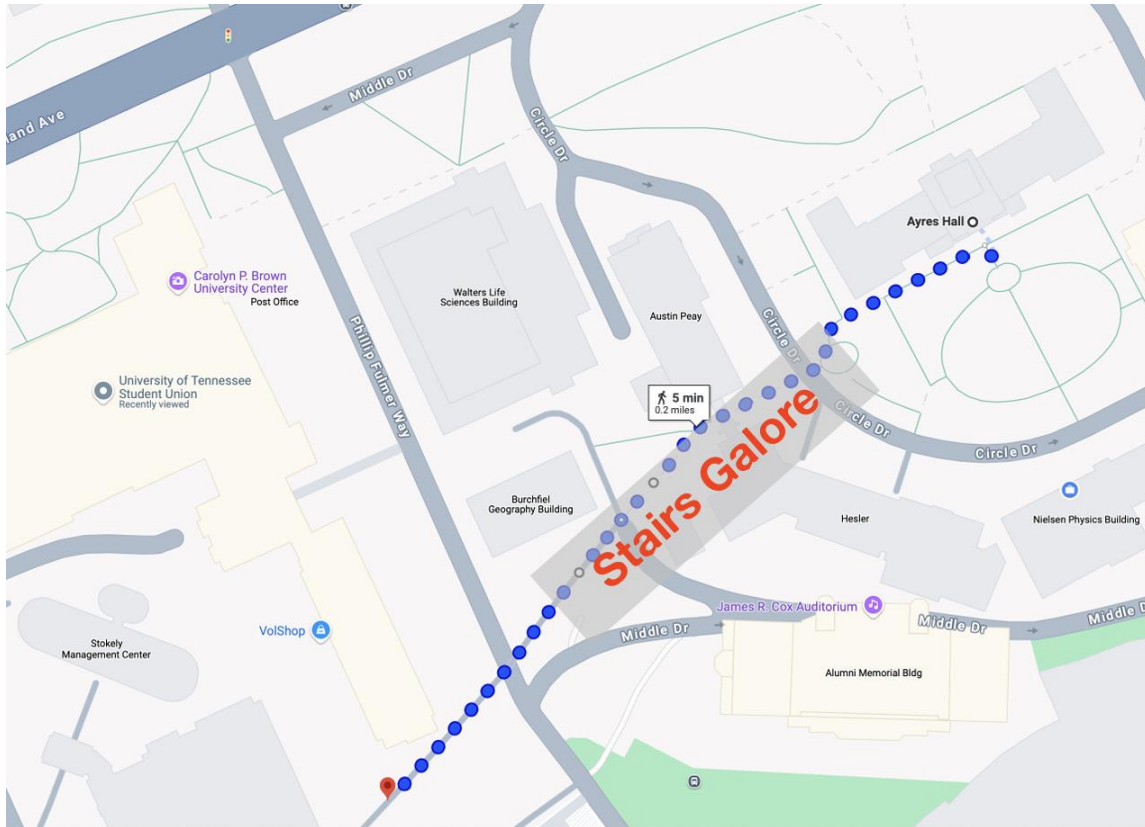 land Ave
Middle Dr
Circle Dr
Ayres Hall
Carolyn P. Brown
University Center
Post Office
Walters Life
Sciences Building
Austin Peay
Phillip Fulmer Way
Circle Dr
University of Tennessee
Student Union
Recently viewed
5 min
0.2 miles
Stairs Galore
Circle Dr
Circle Dr
Burchfiel
Geography Building
Hesler
Nielsen Physics Building
James R. Cox Auditorium
Middle Dr
Middle Dr
Middle D
VolShop
Stokely
Management Center
Alumni Memorial Bldg